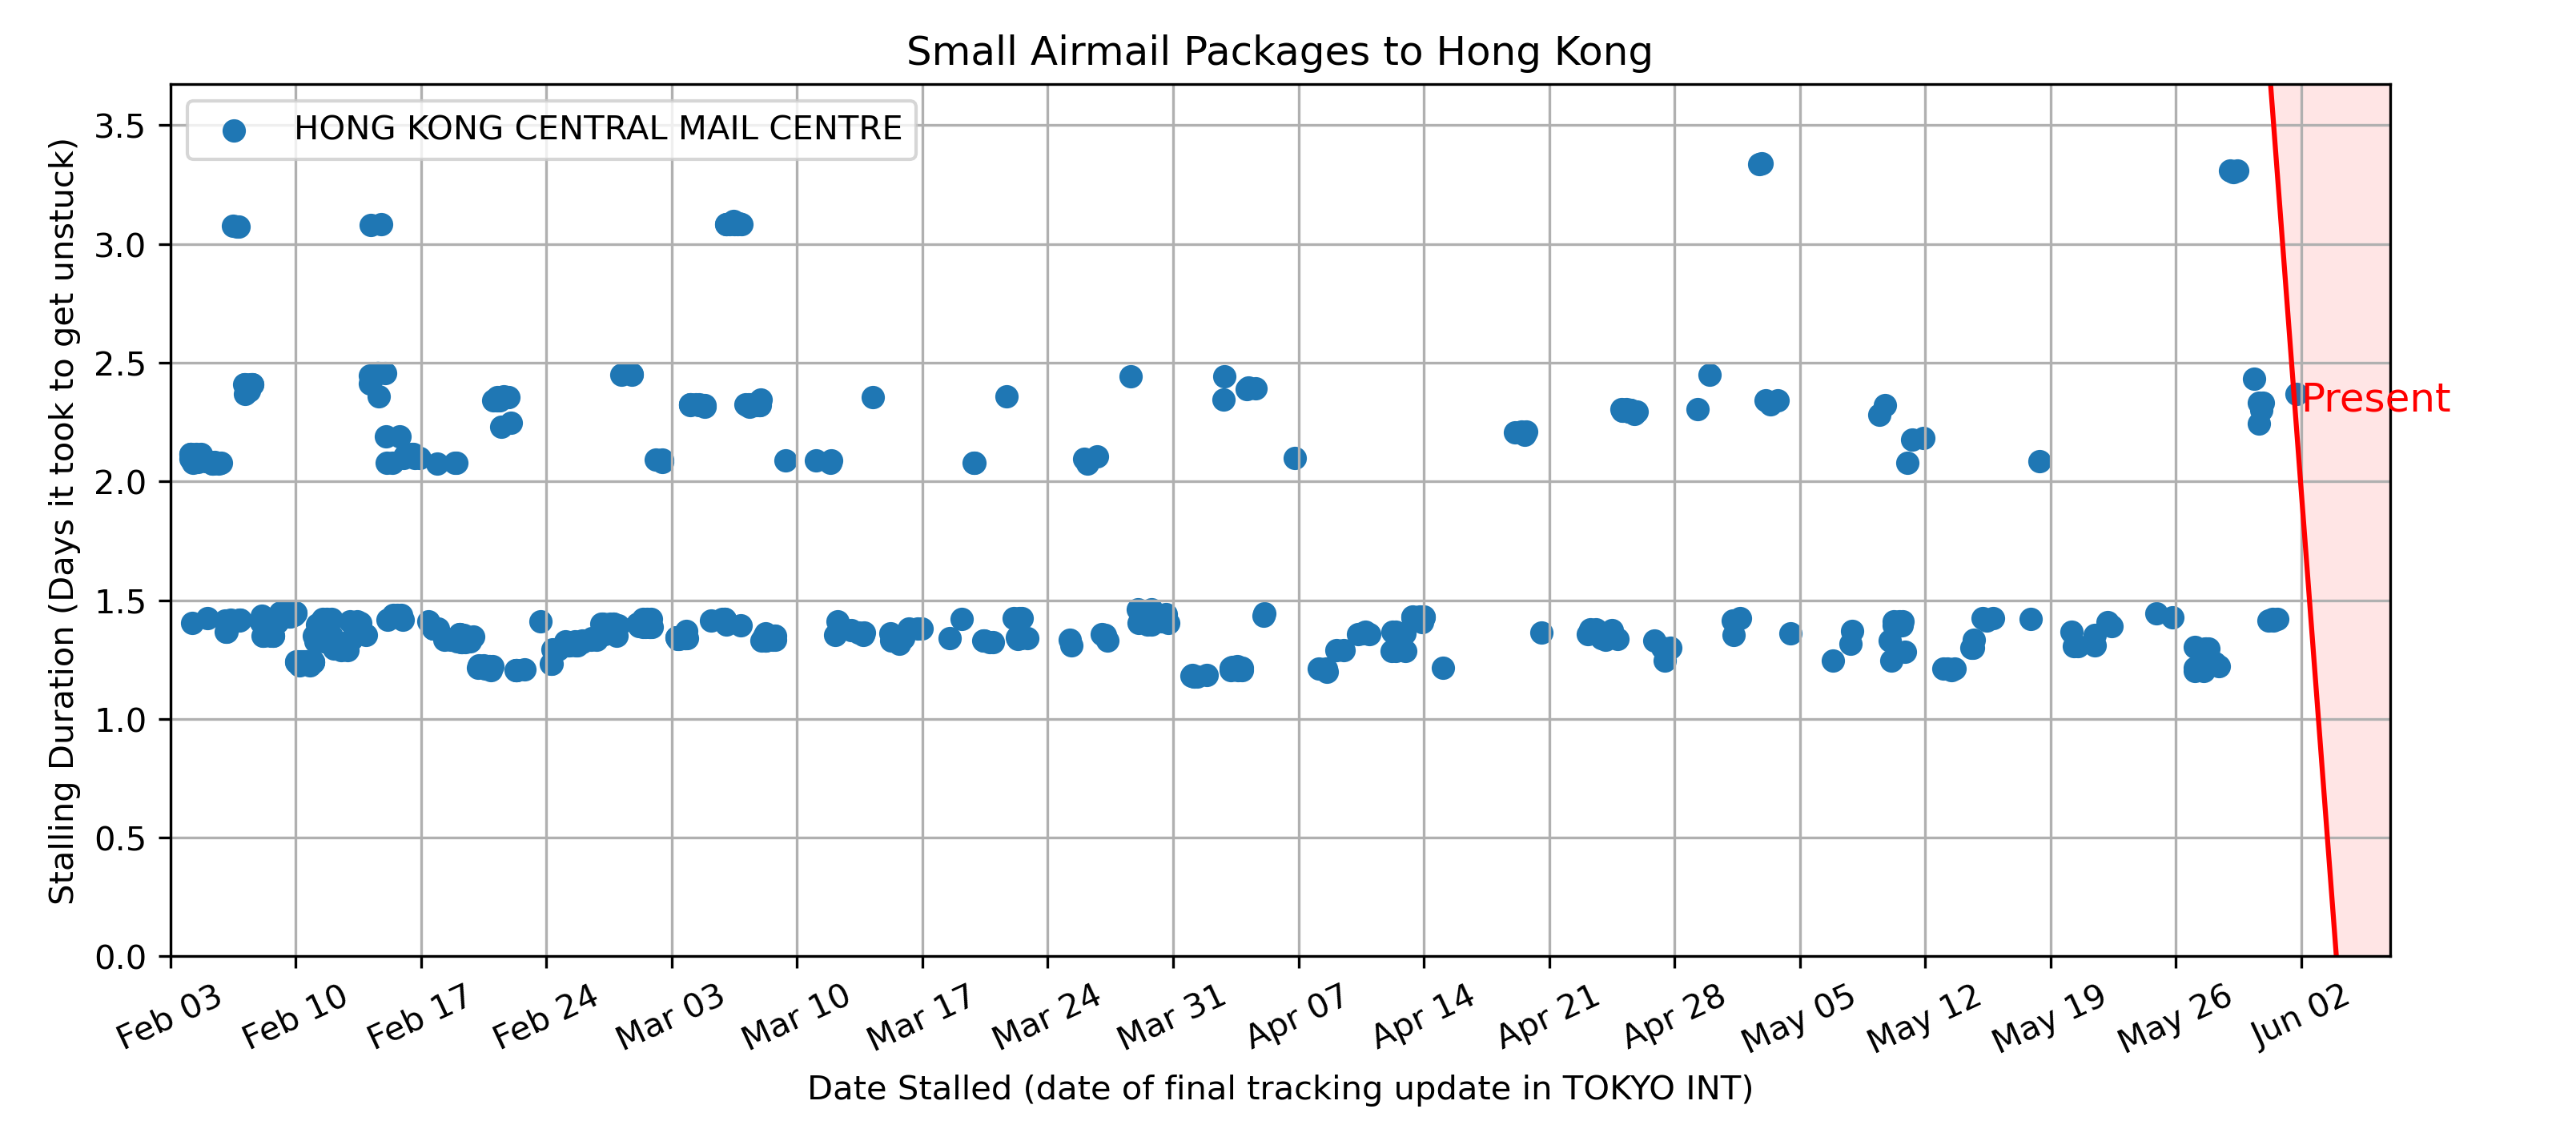 Small Airmail Packages to Hong Kong
HONG KONG CENTRAL MAIL CENTRE
Stalling Duration (Days it took to get unstuck)
3.5
3.0
2.5
2.0
1.5
1.0
0.5
0.0
Present
Feb 03
Feb 10
Feb 17
Feb 24
Mar 03
Mar 10
Mar 17
Mar 24
Mar 31
Apr 07
Apr 14
Apr 21
Apr 28
May 05
May 12
May 19
May 26
Jun 02
Date Stalled (date of final tracking update in TOKYO INT)